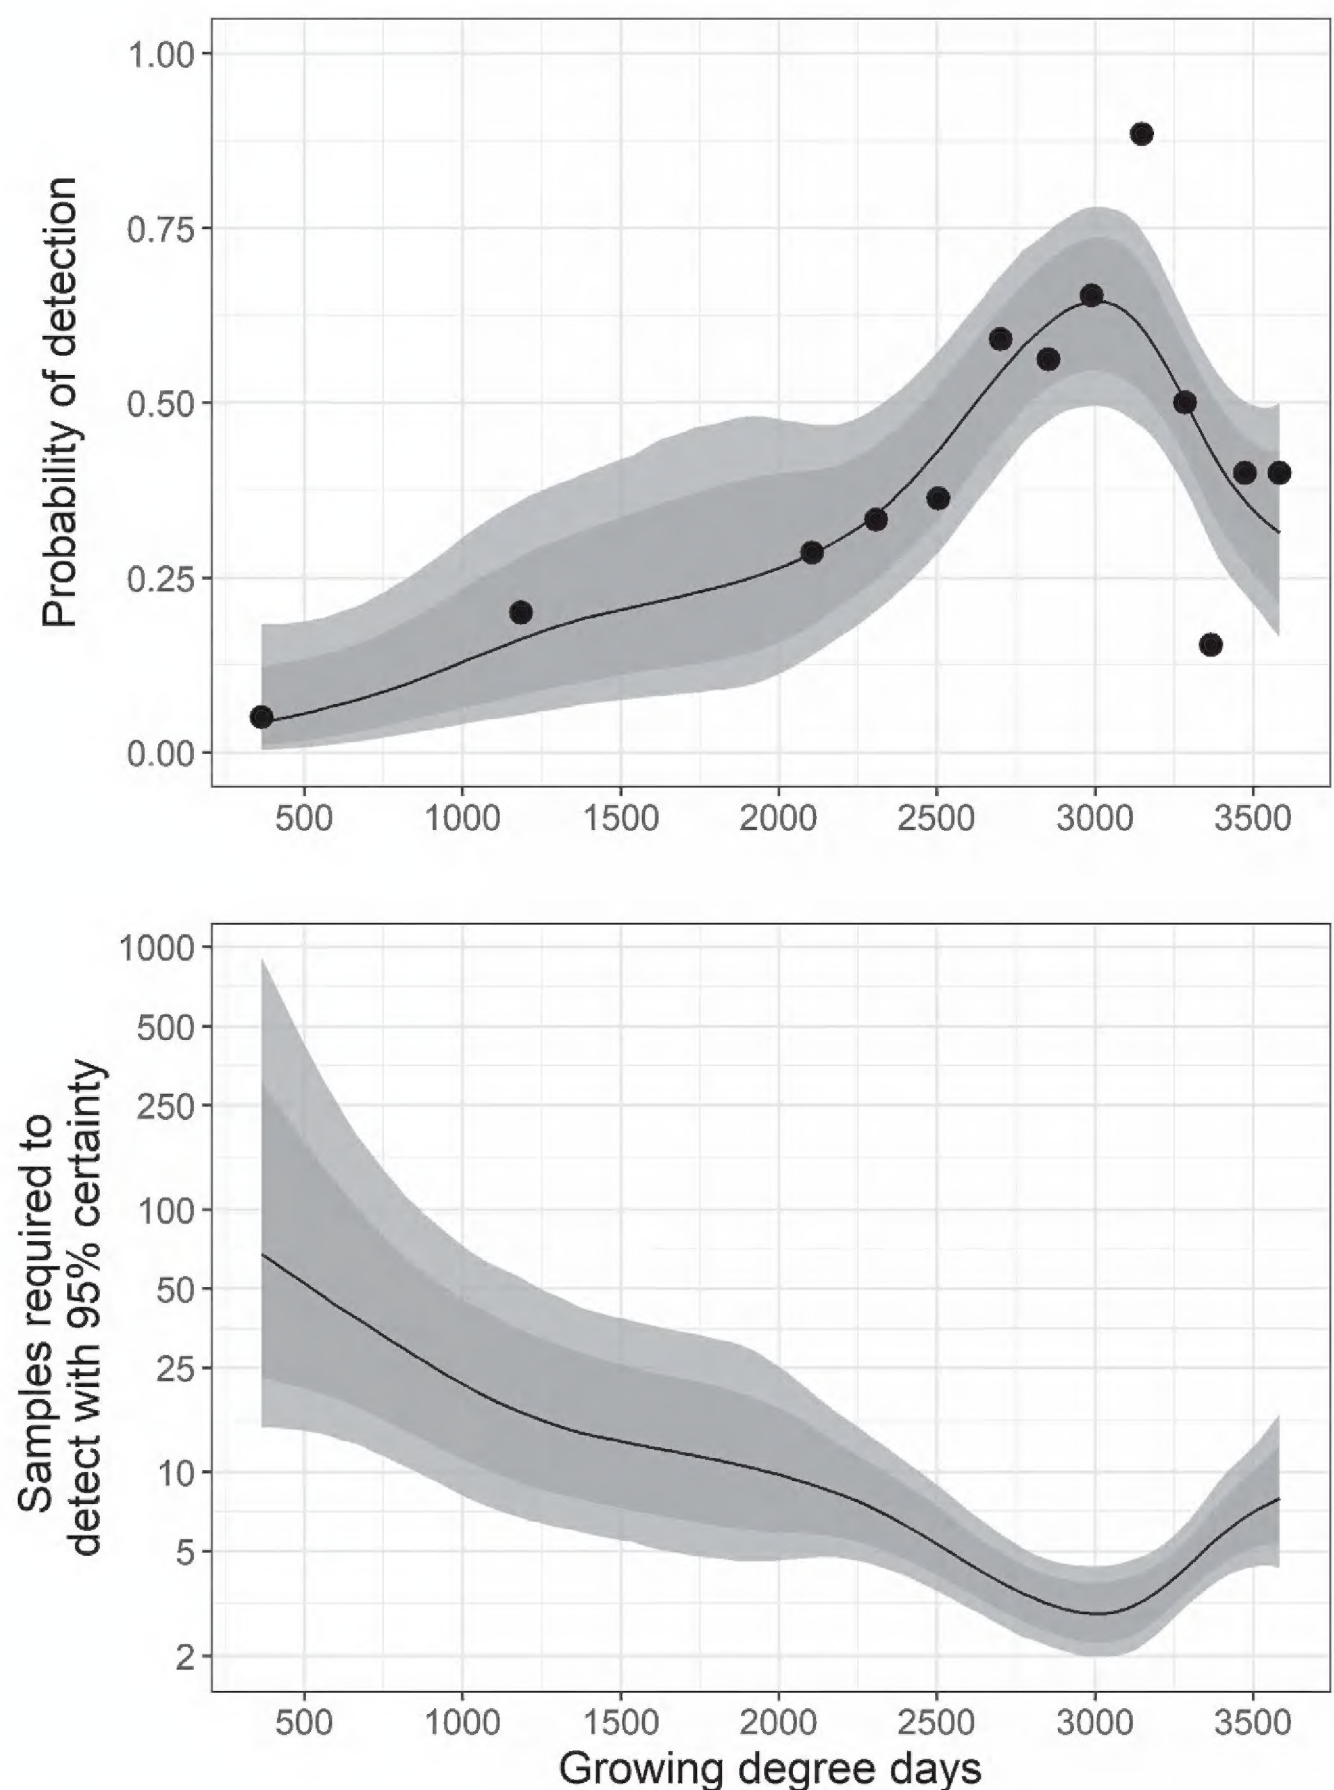 Probability of detection
1.00
0.75
0.50
0.25
0.00
500 1000 1500 2000 2500 3000 3500
Samples required to
detect with 95% certainty
1000
500
250
100
50
25
10
5
2
500 1000 1500 2000 2500 3000 3500
Growing degree days